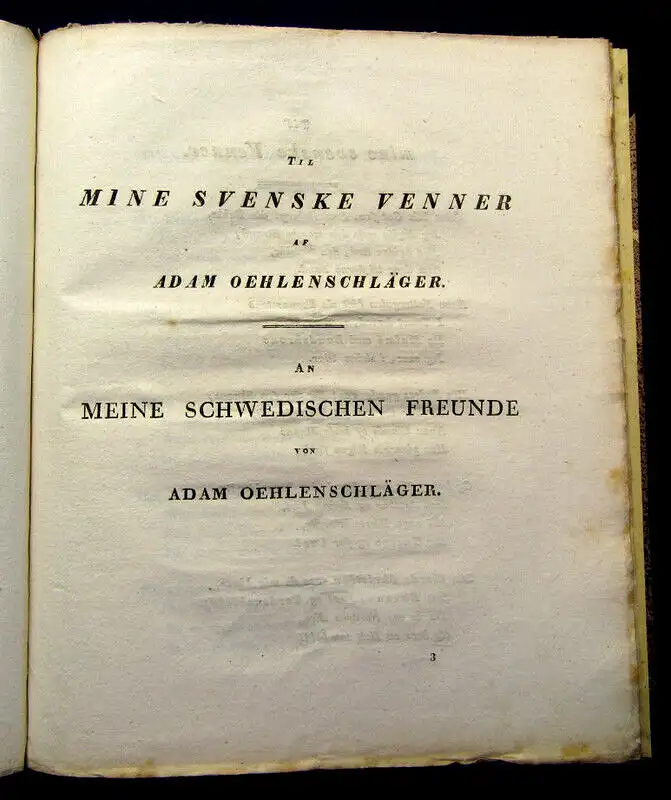 TIL
MINE SVENSKE VENNER
AF
ADAM OEHLENSCHLÄGER.
AN
MEINE SCHWEDISCHEN FREUNDE
VON
ADAM OEHLENSCHLÄGER.
3